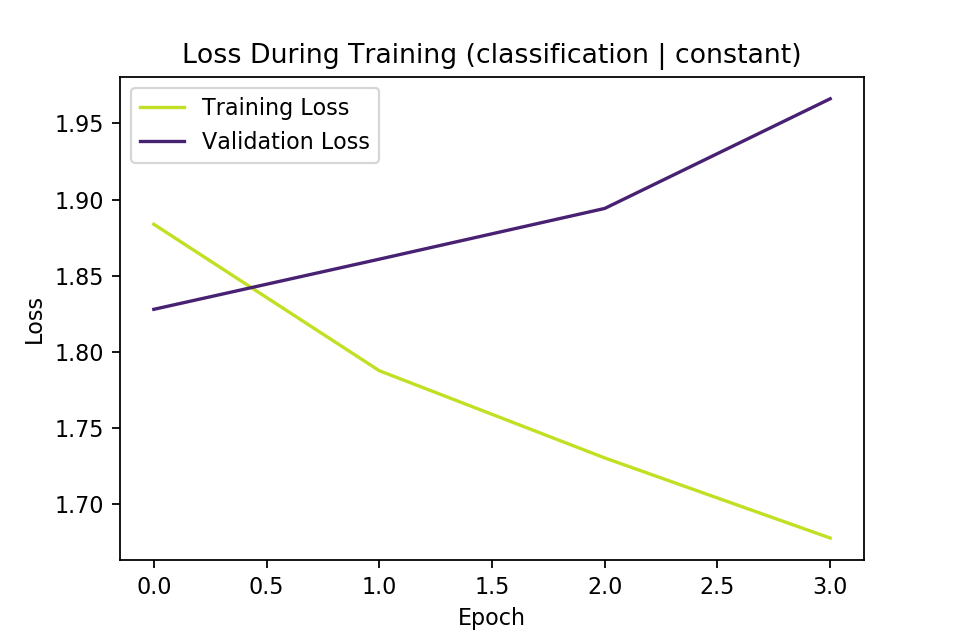 Loss During Training (classification | constant)
Training Loss
Validation Loss
1.95
1.90
1.85
1.80
1.75
1.70
Loss
0.0 0.5 1.0 1.5 2.0 2.5 3.0
Epoch